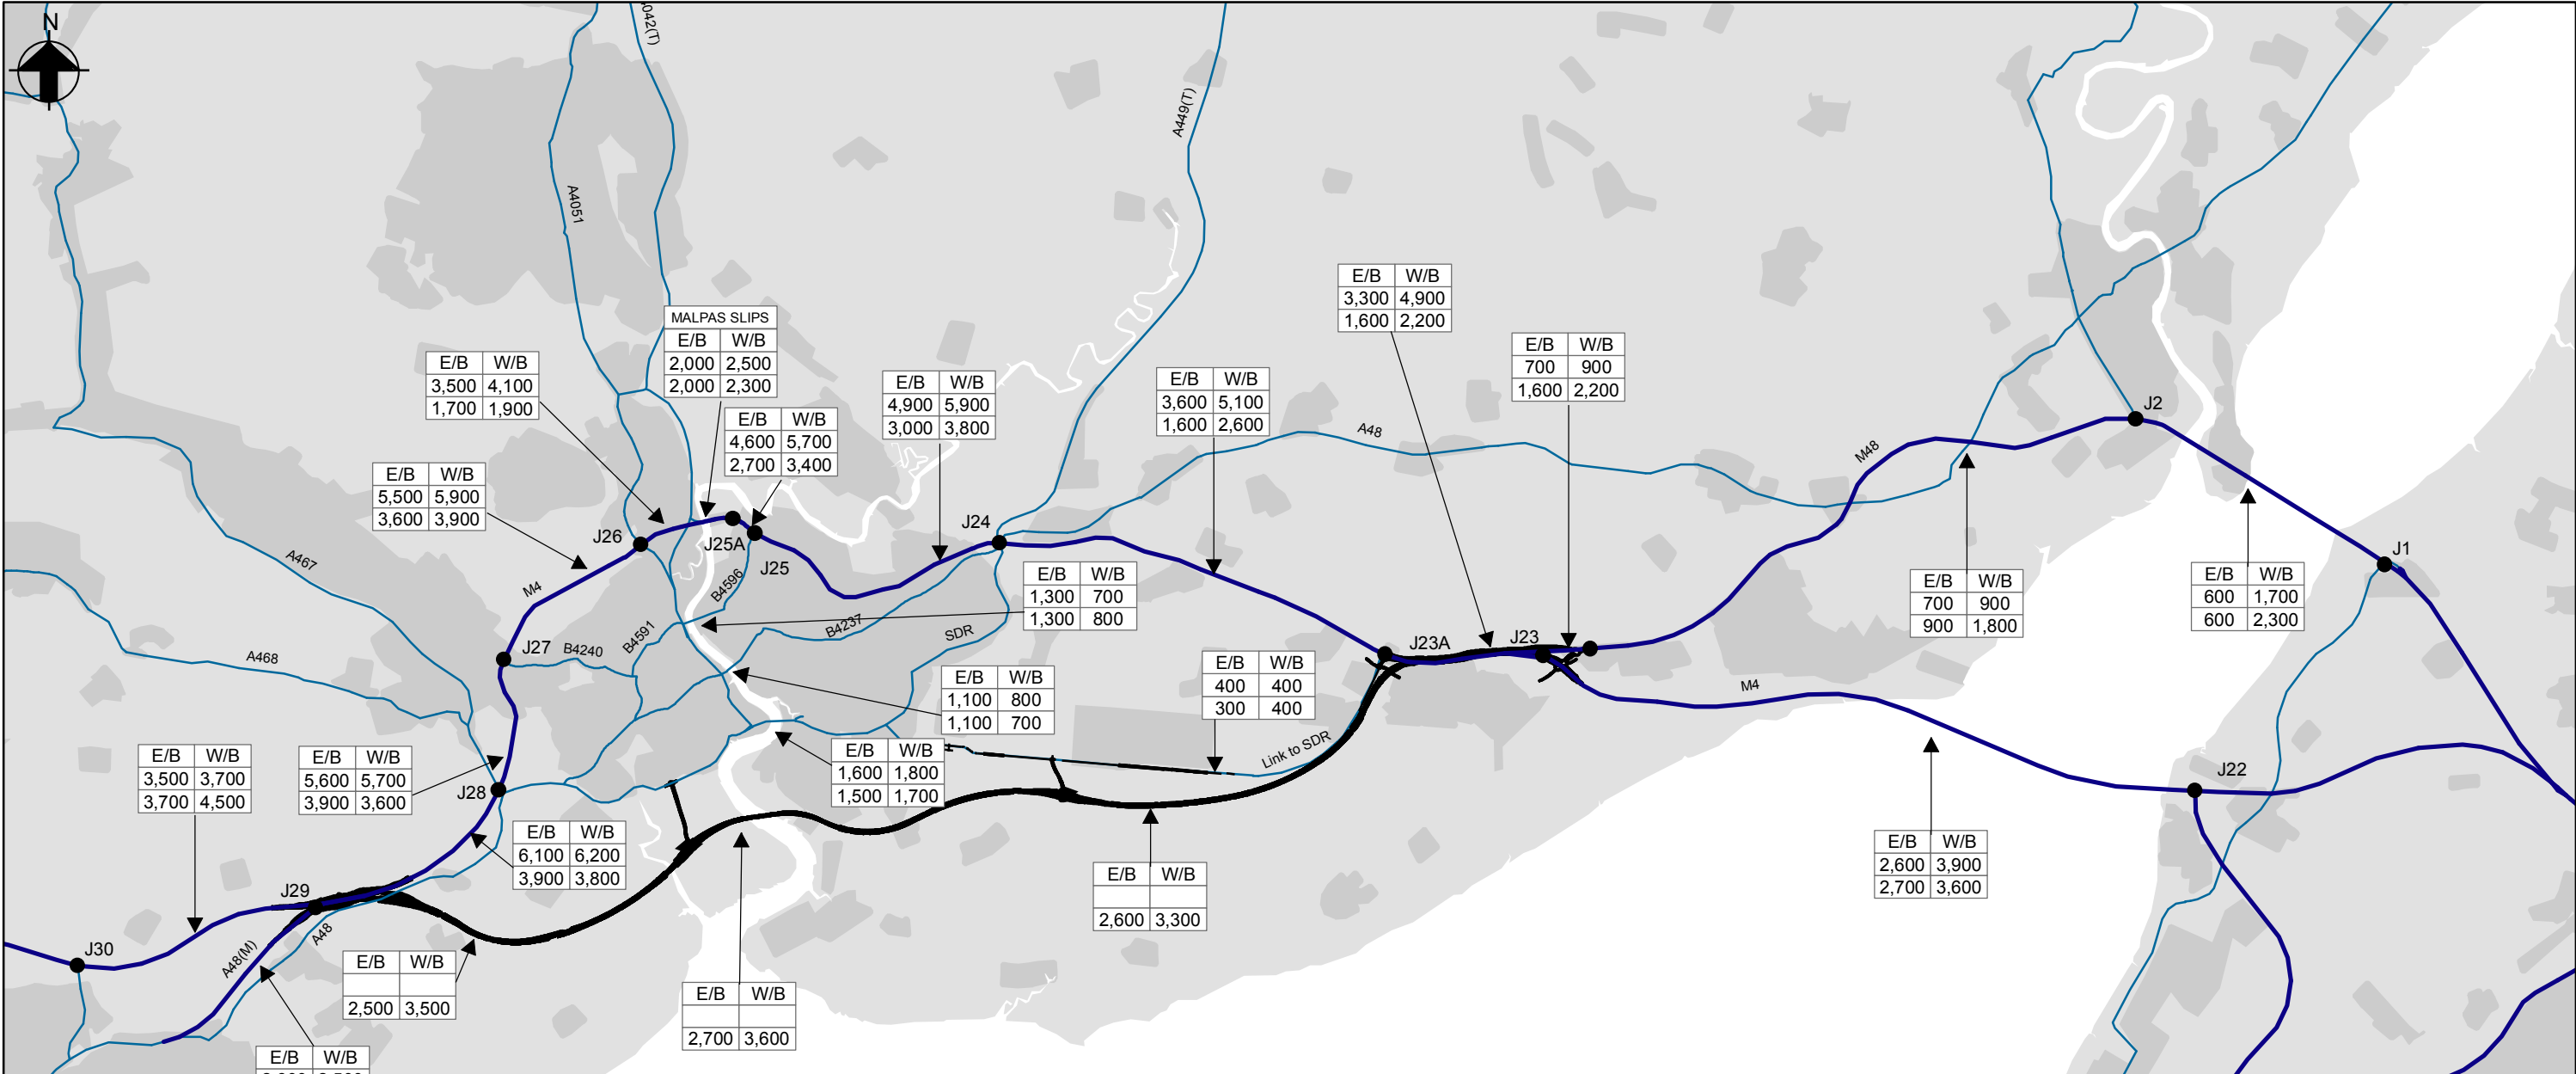 N
042(T)
A4051
A449(T)
E/B W/B
3,300 4,900
1,600 2,200
MALPAS SLIPS
E/B W/B
2,000 2,500
2,000 2,300
E/B W/B
700 900
1,600 2,200
E/B W/B
3,500 4,100
1,700 1,900
E/B W/B
4,900 5,900
3,000 3,800
E/B W/B
3,600 5,100
1,600 2,600
E/B W/B
4,600 5,700
2,700 3,400
J2
A48
M48
E/B W/B
5,500 5,900
3,600 3,900
J26
J25A
J25
J24
J1
A467
M4
B4596
E/B W/B
1,300 700
1,300 800
E/B W/B
700 900
900 1,800
E/B W/B
600 1,700
600 2,300
J27
B4240
B4591
B4237
SDR
J23A
J23
A468
E/B W/B
1,100 800
1,100 700
E/B W/B
400 400
300 400
M4
Link to SDR
E/B W/B
3,500 3,700
3,700 4,500
E/B W/B
5,600 5,700
3,900 3,600
J28
E/B W/B
1,600 1,800
1,500 1,700
J22
E/B W/B
6,100 6,200
3,900 3,800
E/B W/B
2,600 3,900
2,700 3,600
E/B W/B
2,600 3,300
J29
J30
A48(M)
A48
E/B W/B
2,500 3,500
E/B W/B
2,700 3,600
E/B W/B